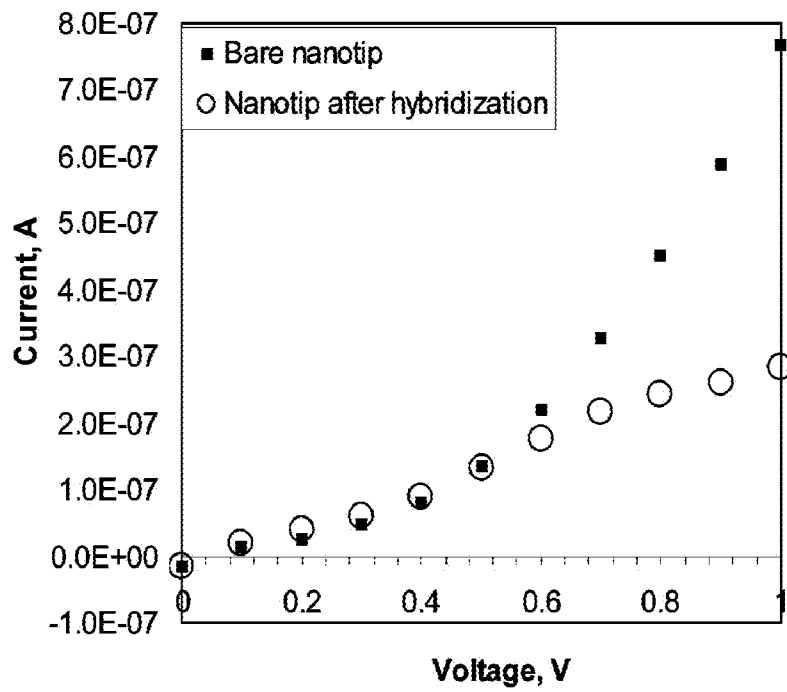 8.0E-07
Bare nanotip
7.0E-07
Nanotip after hybridization
6.0E-07
5.0E-07
4.0E-07
3.0E-07
2.0E-07
1.0E-07
0.0E+00
-1.0E-07
Current, A
0 0.2 0.4 0.6 0.8 1
Voltage, V